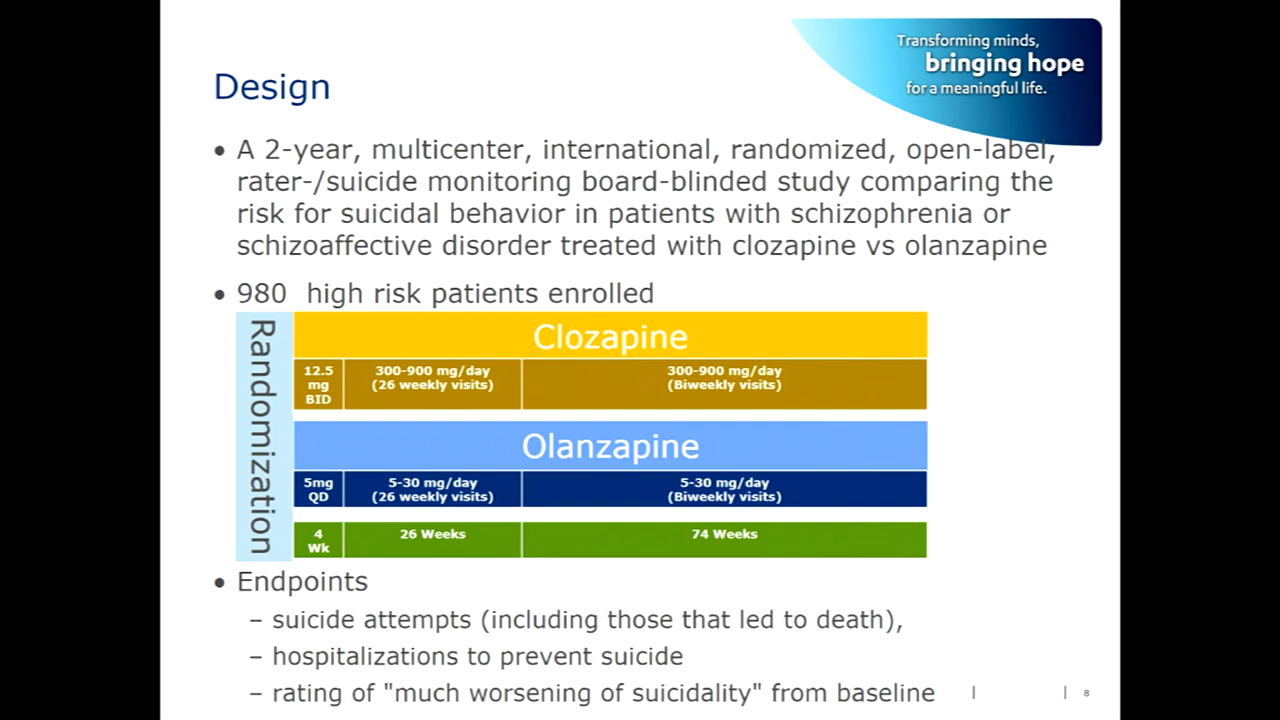 Transforming minds,
bringing hope
for a meaningful life.
Design
• A 2-year, multicenter, international, randomized, open-label,
rater-/suicide monitoring board-blinded study comparing the
risk for suicidal behavior in patients with schizophrenia or
schizoaffective disorder treated with clozapine vs olanzapine
• 980 high risk patients enrolled
Randomization
Clozapine
12.5
mg
BID
300-900 mg/day
(26 weekly visits)
300-900 mg/day
(Biweekly visits)
Olanzapine
5mg
QD
5-30 mg/day
(26 weekly visits)
5-30 mg/day
(Biweekly visits)
4
Wk
26 Weeks
74 Weeks
• Endpoints
– suicide attempts (including those that led to death),
– hospitalizations to prevent suicide
– rating of "much worsening of suicidality" from baseline
| | 8